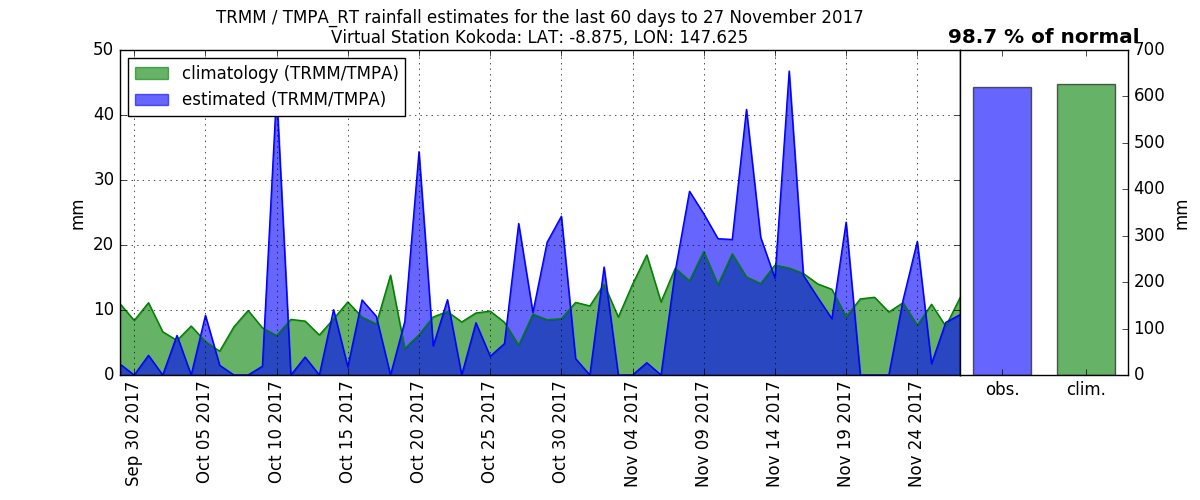 TRMM / TMPA_RT rainfall estimates for the last 60 days to 27 November 2017
Virtual Station Kokoda: LAT: -8.875, LON: 147.625
98.7 % of normal
climatology (TRMM/TMPA)
estimated (TRMM/TMPA)
50
40
30
20
10
0
mm
700
600
500
400
300
200
100
0
mm
obs.
clim.
Sep 30 2017
Oct 05 2017
Oct 10 2017
Oct 15 2017
Oct 20 2017
Oct 25 2017
Oct 30 2017
Nov 04 2017
Nov 09 2017
Nov 14 2017
Nov 19 2017
Nov 24 2017